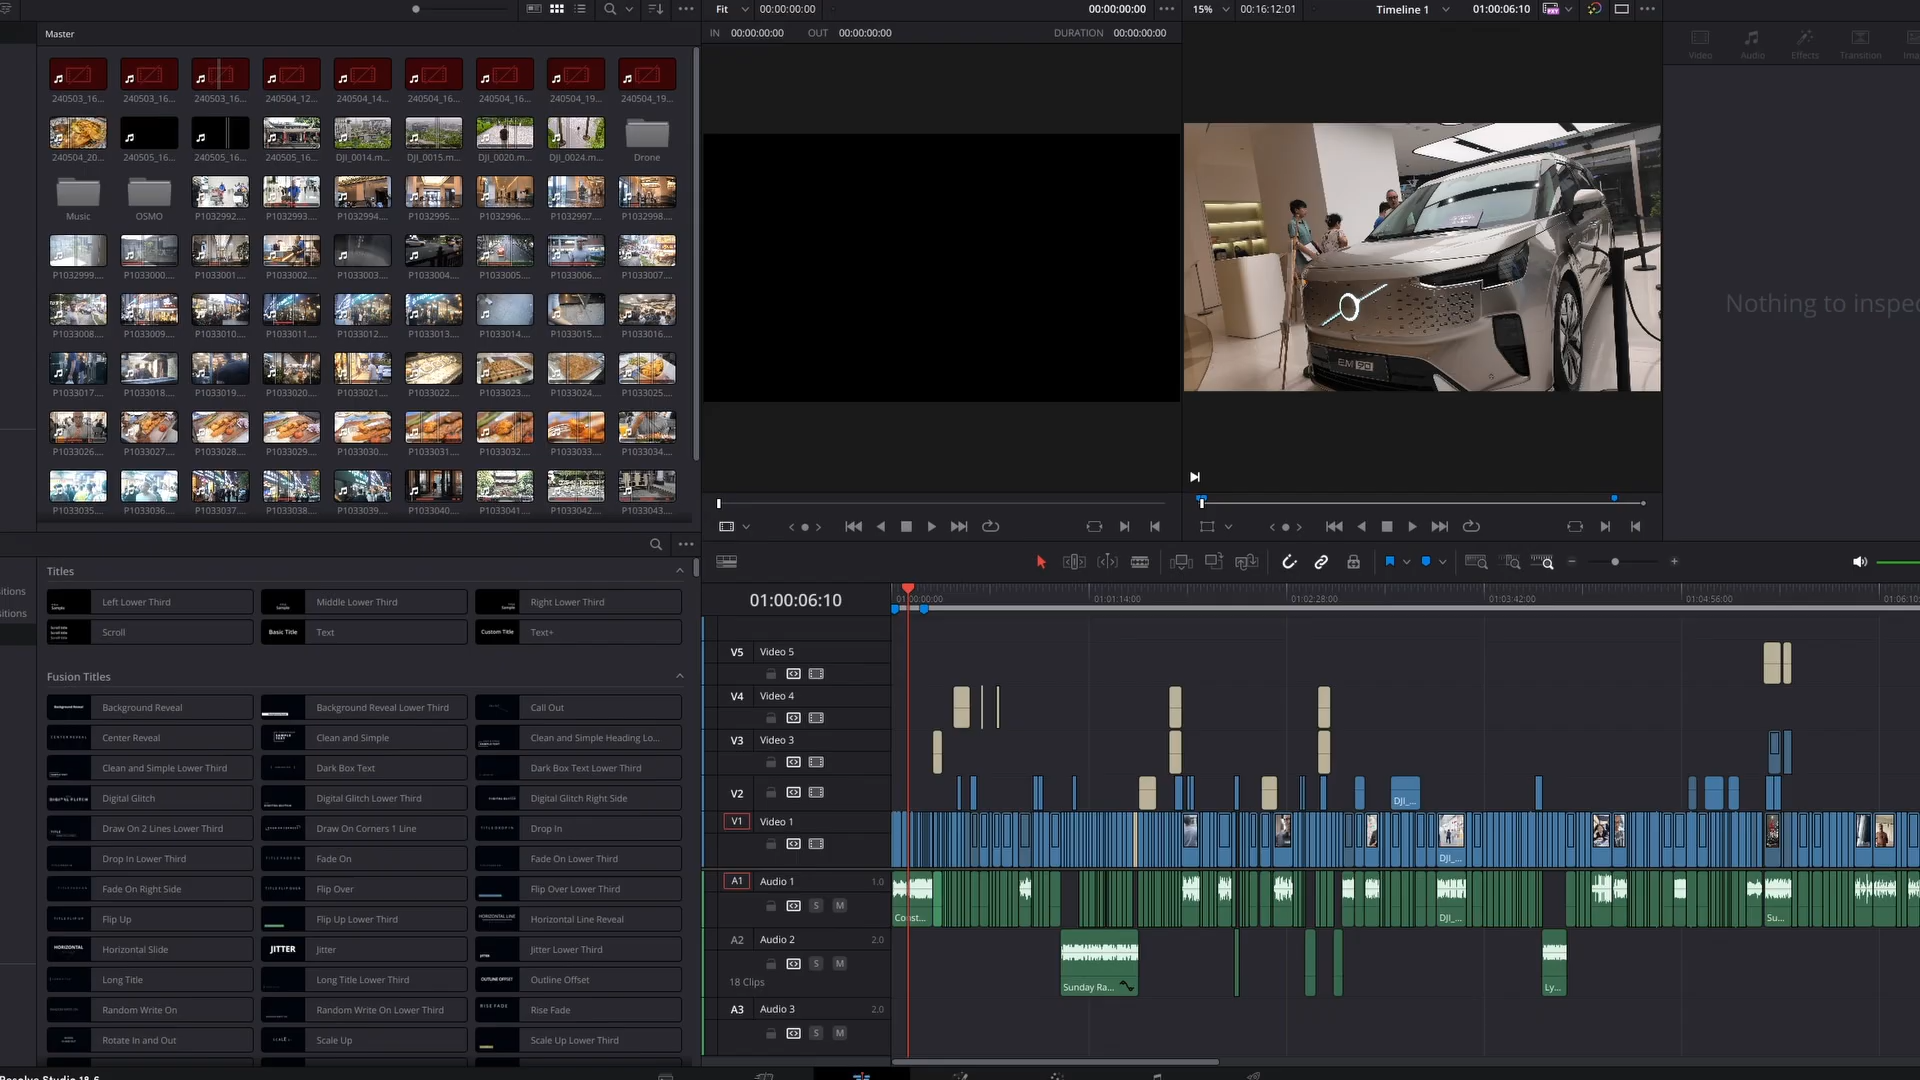 Fit 00:00:00:00 00:00:00:00
15% 00:16:12:01 Timeline 1 01:00:06:10
Master
IN 00:00:00:00 OUT 00:00:00:00 DURATION 00:00:00:00
Video Audio Effects Transition
240503_16... 240503_16... 240503_16... 240504_12... 240504_14... 240504_16... 240504_16... 240504_19... 240504_19...
240504_20... 240505_16... 240505_16... 240505_16... DJI_0014.m... DJI_0015.m... DJI_0020.m... DJI_0024.m... Drone
Music OSMO P1032992.... P1032993.... P1032994.... P1032995.... P1032996.... P1032997.... P1032998....
P1032999.... P1033000.... P1033001.... P1033002.... P1033003.... P1033004.... P1033005.... P1033006.... P1033007....
P1033008.... P1033009.... P1033010.... P1033011.... P1033012.... P1033013.... P1033014.... P1033015.... P1033016....
P1033017.... P1033018.... P1033019.... P1033020.... P1033021.... P1033022.... P1033023.... P1033024.... P1033025....
P1033026.... P1033027.... P1033028.... P1033029.... P1033030.... P1033031.... P1033032.... P1033033.... P1033034....
P1033035.... P1033036.... P1033037.... P1033038.... P1033039.... P1033040.... P1033041.... P1033042.... P1033043....
EM90
Nothing to inspec
Titles
Left Lower Third Middle Lower Third Right Lower Third
Scroll Basic Title Text Custom Title Text+
sitions
sitions
Fusion Titles
Background Reveal Background Reveal Lower Third Call Out
Center Reveal Clean and Simple Clean and Simple Heading Lo...
Clean and Simple Lower Third Dark Box Text Dark Box Text Lower Third
Digital Glitch Digital Glitch Lower Third Digital Glitch Right Side
Draw On 2 Lines Lower Third Draw On Corners 1 Line Drop In
Drop In Lower Third Fade On Fade On Lower Third
Fade On Right Side Flip Over Flip Over Lower Third
Flip Up Flip Up Lower Third HORIZONTAL LINE Horizontal Line Reveal
HORIZONTAL Horizontal Slide JITTER Jitter Jitter Lower Third
Long Title Long Title Lower Third OUTLINE OFFSET Outline Offset
Random Write On Random Write On Lower Third RISE FADE Rise Fade
Rotate In and Out Scale Up Scale Up Lower Third
01:00:06:10
01:00:00:00 01:01:14:00 01:02:28:00 01:03:42:00 01:04:56:00 01:06:10:
V5 Video 5
V4 Video 4
V3 Video 3
V2
DJI_...
V1 Video 1
DJI_...
A1 Audio 1 1.0
S M
Const... DJI_... Su...
A2 Audio 2 2.0
S M
18 Clips
Sunday Ra... Ly...
A3 Audio 3 2.0
S M
Resolve Studio 18.6